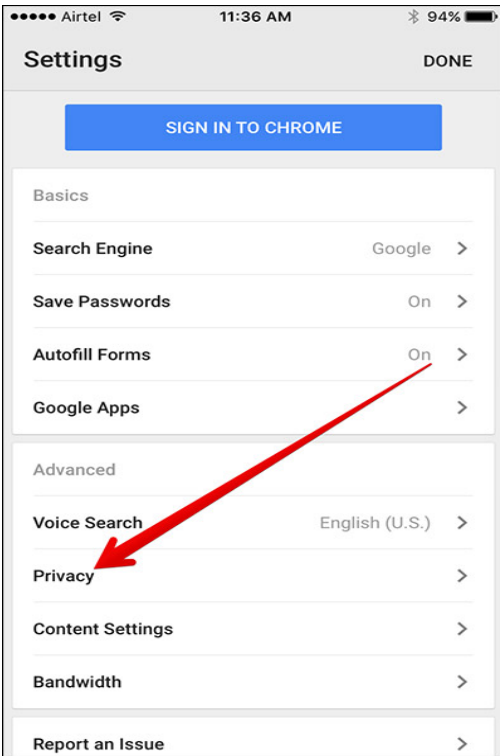 Airtel 11:36 AM 94%
Settings DONE
SIGN IN TO CHROME
Basics
Search Engine Google
Save Passwords On
Autofill Forms On
Google Apps
Advanced
Voice Search English (U.S.)
Privacy
Content Settings
Bandwidth
Report an Issue